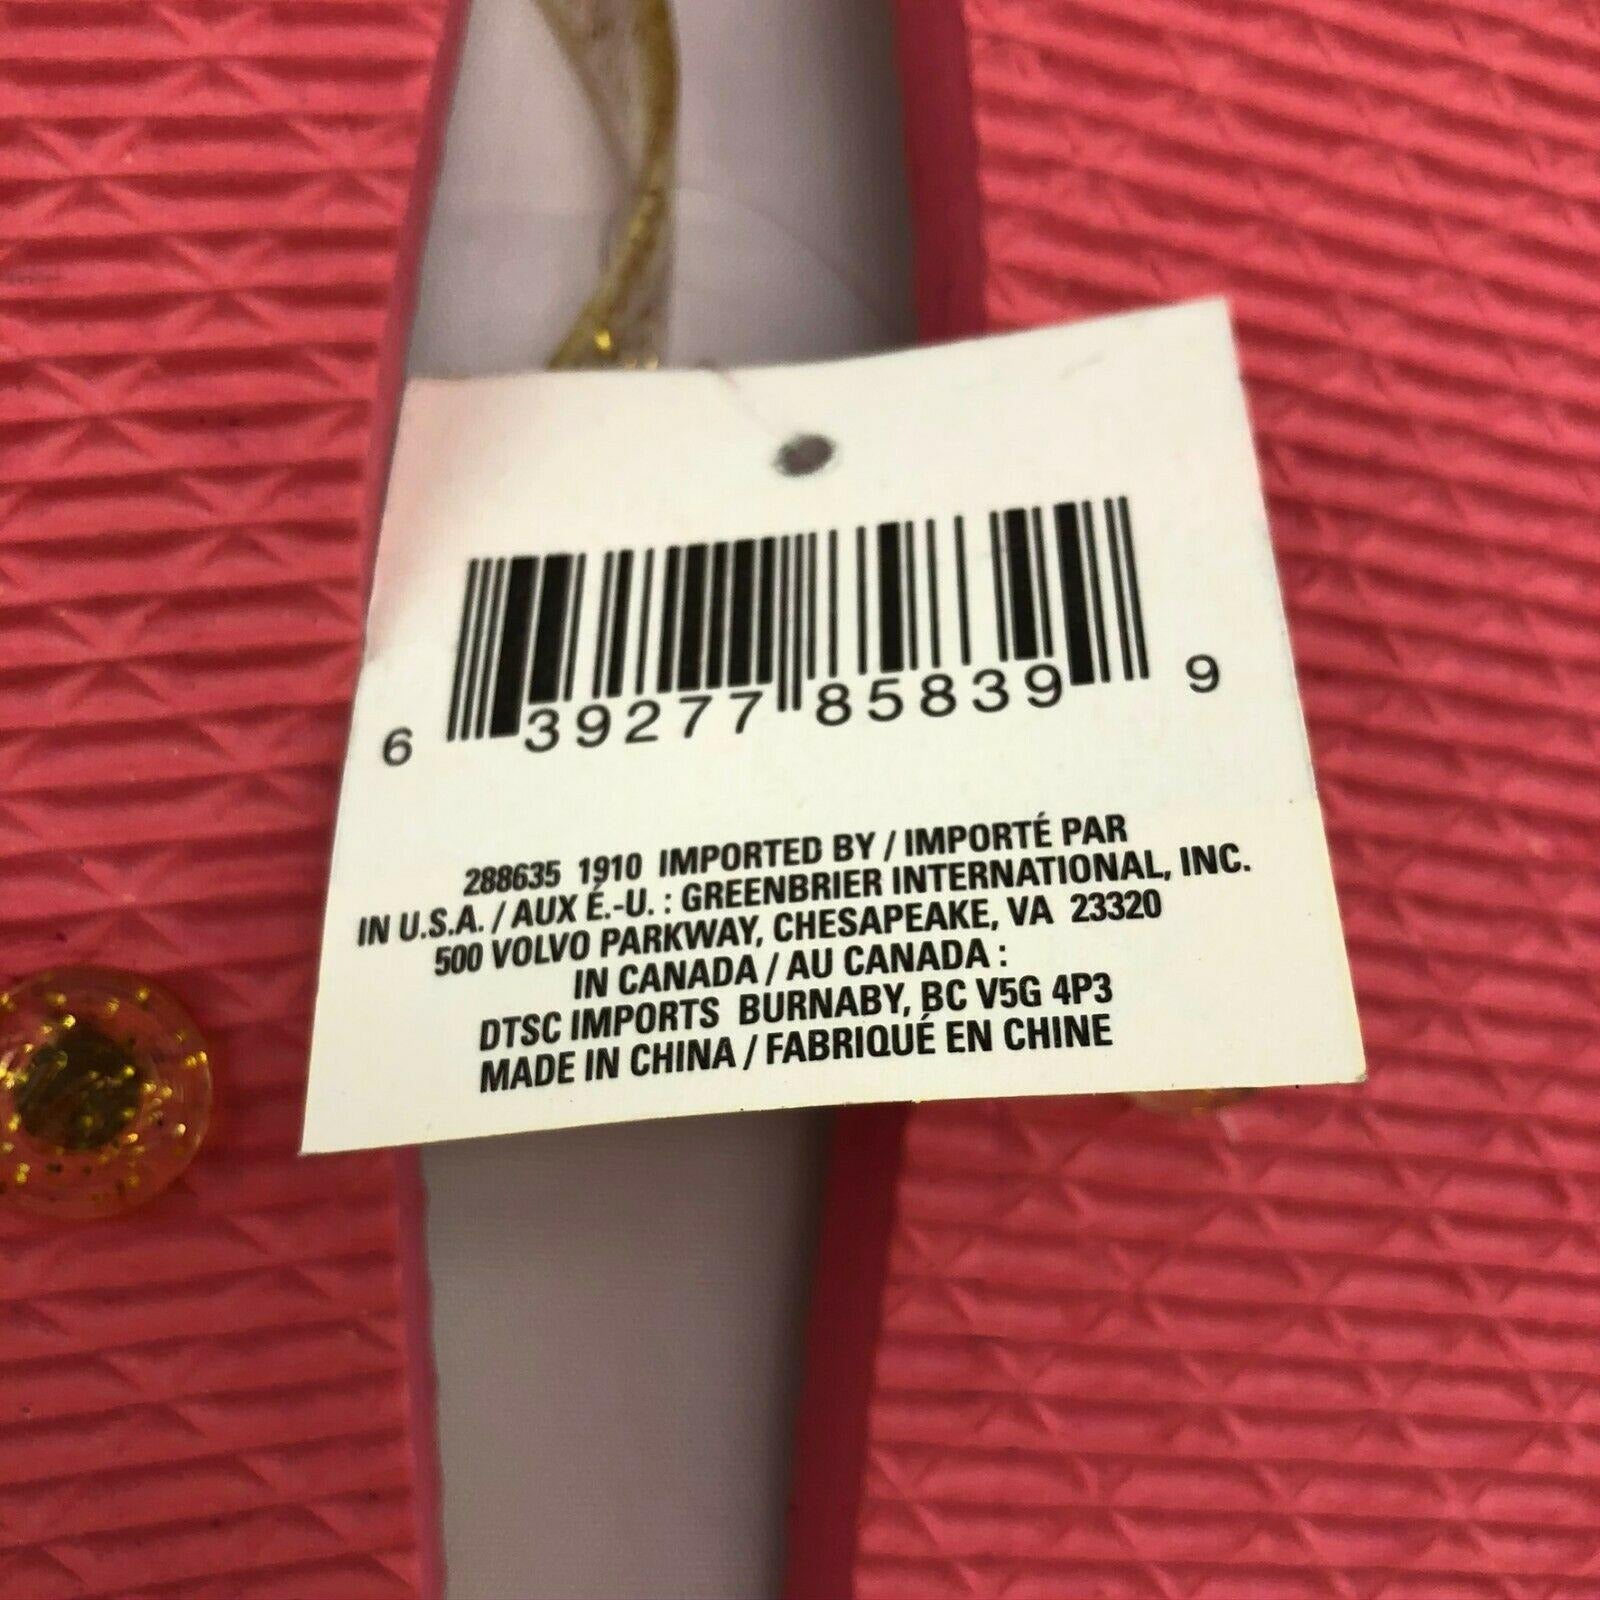 6 39277 85839 9
288635 1910 IMPORTED BY / IMPORTÉ PAR
IN U.S.A. / AUX É.-U. : GREENBRIER INTERNATIONAL, INC.
500 VOLVO PARKWAY, CHESAPEAKE, VA 23320
IN CANADA / AU CANADA :
DTSC IMPORTS BURNABY, BC V5G 4P3
MADE IN CHINA / FABRIQUÉ EN CHINE